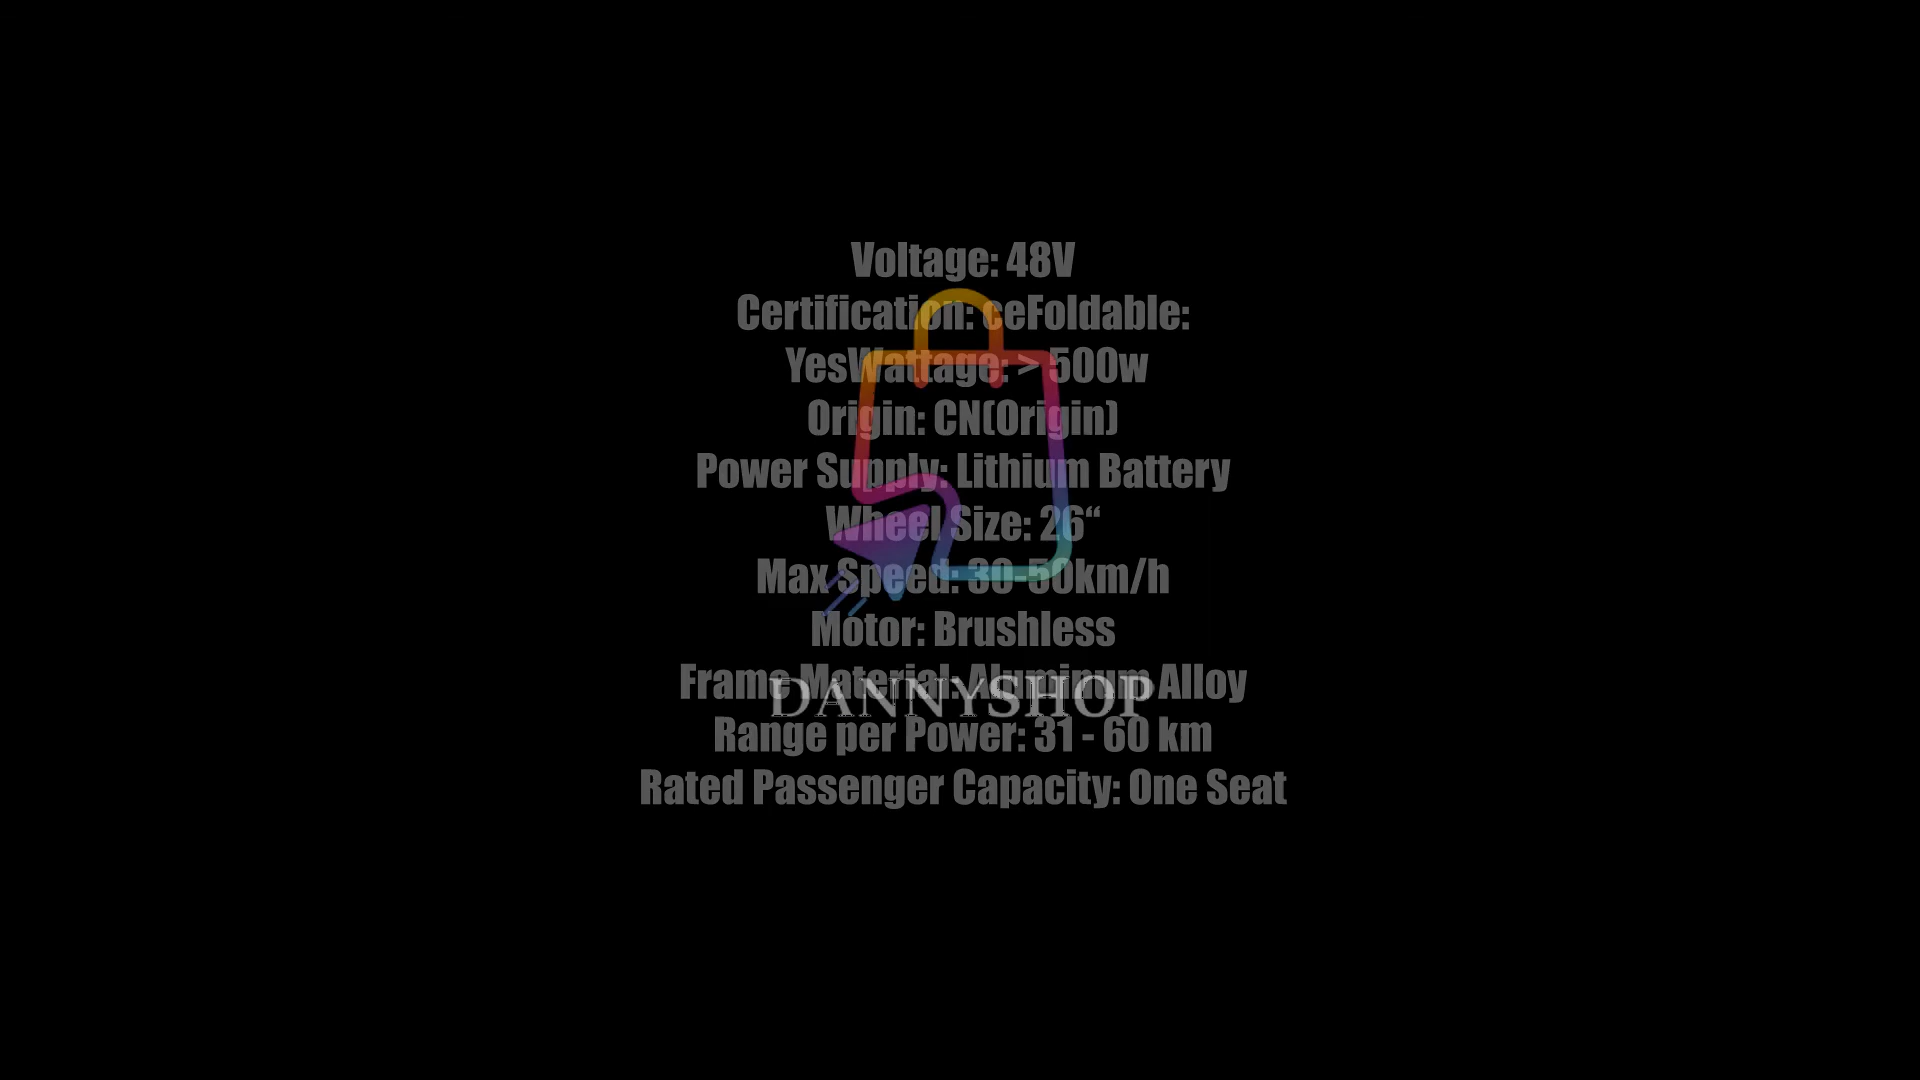 Voltage: 48V
Certification: ceFoldable:
YesWattage: > 500w
Origin: CN(Origin)
Power Supply: Lithium Battery
Wheel Size: 26“
Max Speed: 30-50km/h
Motor: Brushless
Frame Material: Aluminum Alloy
DANNYSHOP
Range per Power: 31 - 60 km
Rated Passenger Capacity: One Seat